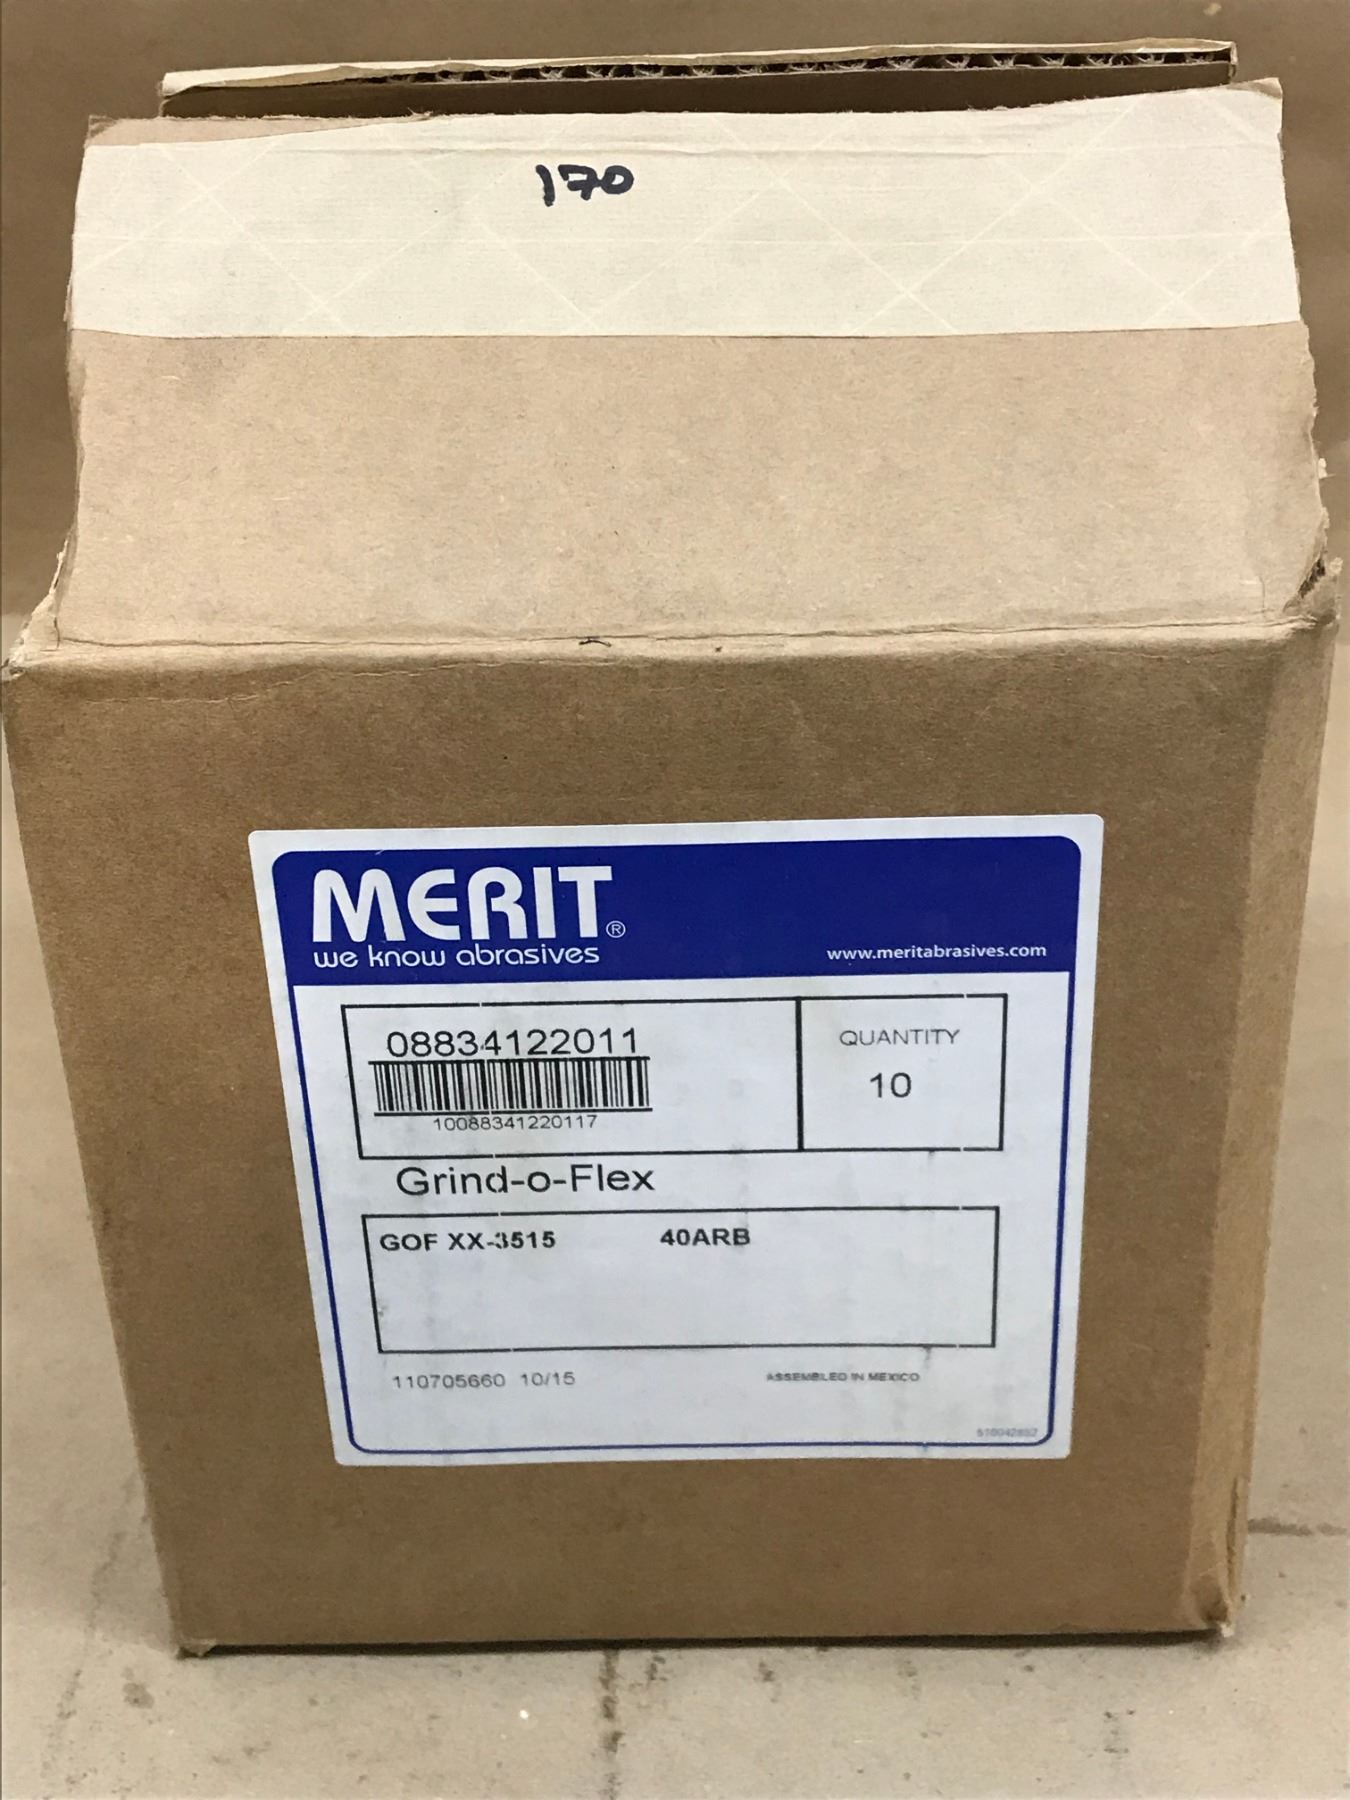 170
MERIT®
we know abrasives
www.meritabrasives.com
08834122011
10088341220117
QUANTITY
10
Grind-o-Flex
GOF XX-3515 40ARB
110705660 10/15
ASSEMBLED IN MEXICO